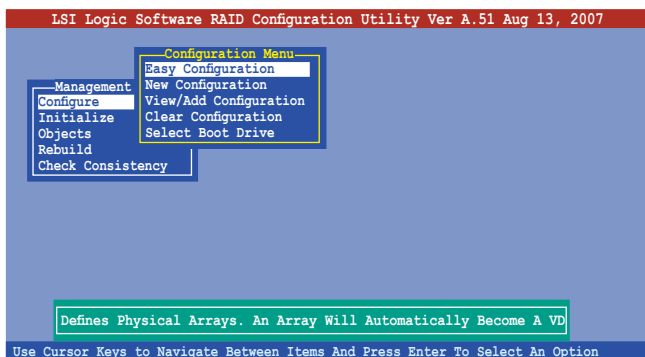 LSI Logic Software RAID Configuration Utility Ver A.51 Aug 13, 2007
Configuration Menu
Easy Configuration
New Configuration
View/Add Configuration
Clear Configuration
Select Boot Drive
Management
Configure
Initialize
Objects
Rebuild
Check Consistency
Defines Physical Arrays. An Array Will Automatically Become A VD
Use Cursor Keys to Navigate Between Items And Press Enter To Select An Option